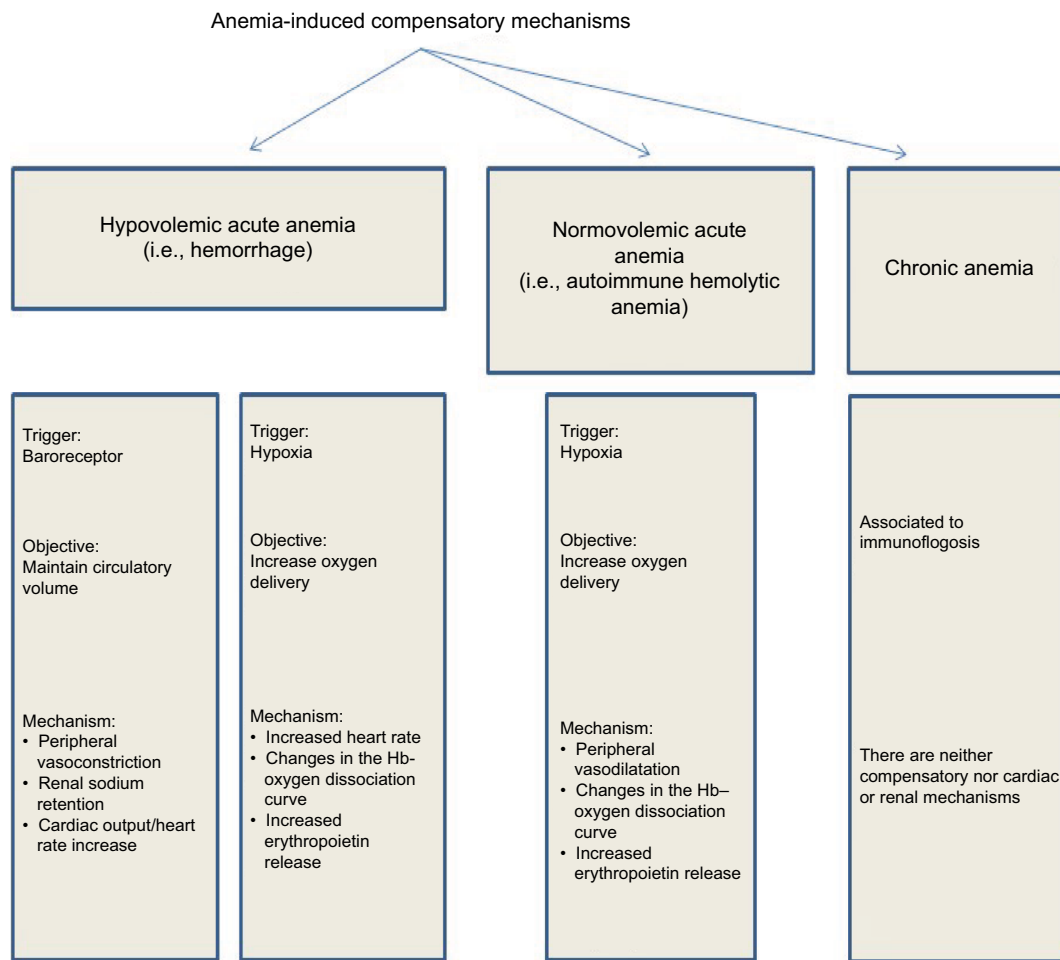 Anemia-induced compensatory mechanisms
Hypovolemic acute anemia
(i.e., hemorrhage)
Normovolemic acute
anemia
(i.e., autoimmune hemolytic
anemia)
Chronic anemia
Trigger:
Baroreceptor
Objective:
Maintain circulatory
volume
Mechanism:
• Peripheral
vasoconstriction
• Renal sodium
retention
• Cardiac output/heart
rate increase
Trigger:
Hypoxia
Objective:
Increase oxygen
delivery
Mechanism:
• Increased heart rate
• Changes in the Hb-
oxygen dissociation
curve
• Increased
erythropoietin
release
Trigger:
Hypoxia
Objective:
Increase oxygen
delivery
Mechanism:
• Peripheral
vasodilatation
• Changes in the Hb–
oxygen dissociation
curve
• Increased
erythropoietin release
Associated to
immunoflogosis
There are neither
compensatory nor cardiac
or renal mechanisms